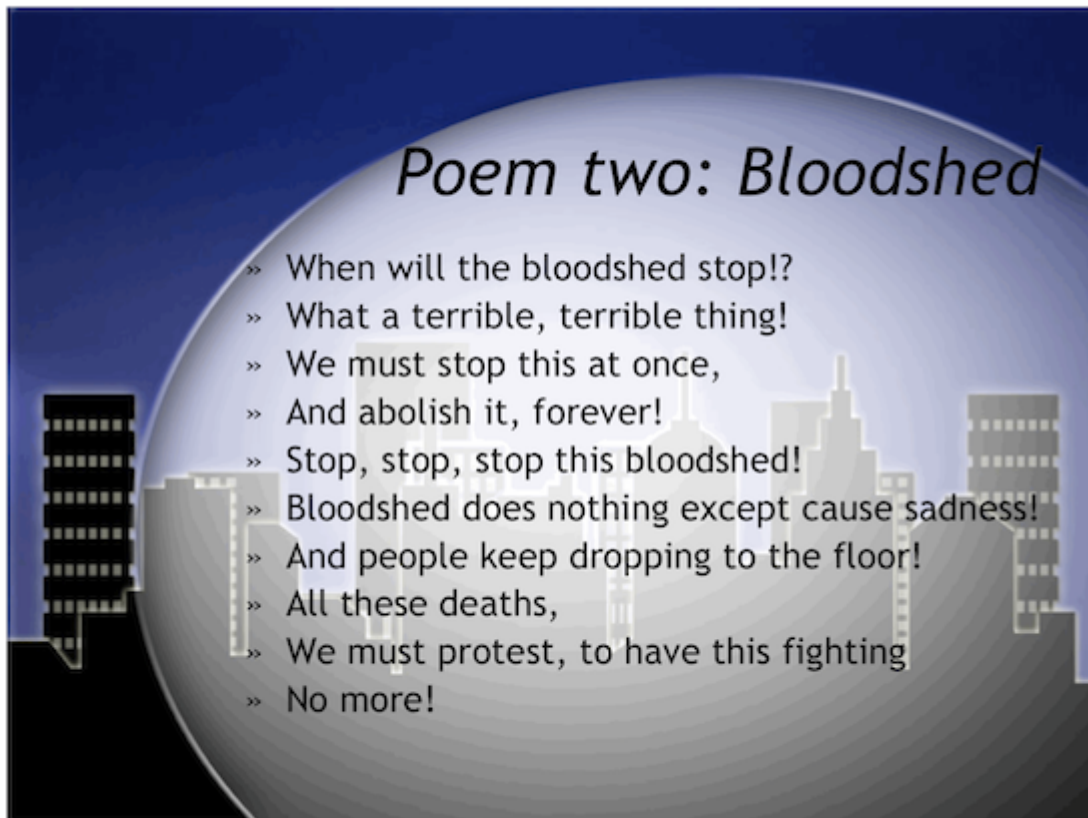 Poem two: Bloodshed
» When will the bloodshed stop!?
» What a terrible, terrible thing!
» We must stop this at once,
» And abolish it, forever!
» Stop, stop, stop this bloodshed!
» Bloodshed does nothing except cause sadness!
» And people keep dropping to the floor!
» All these deaths,
» We must protest, to have this fighting
» No more!